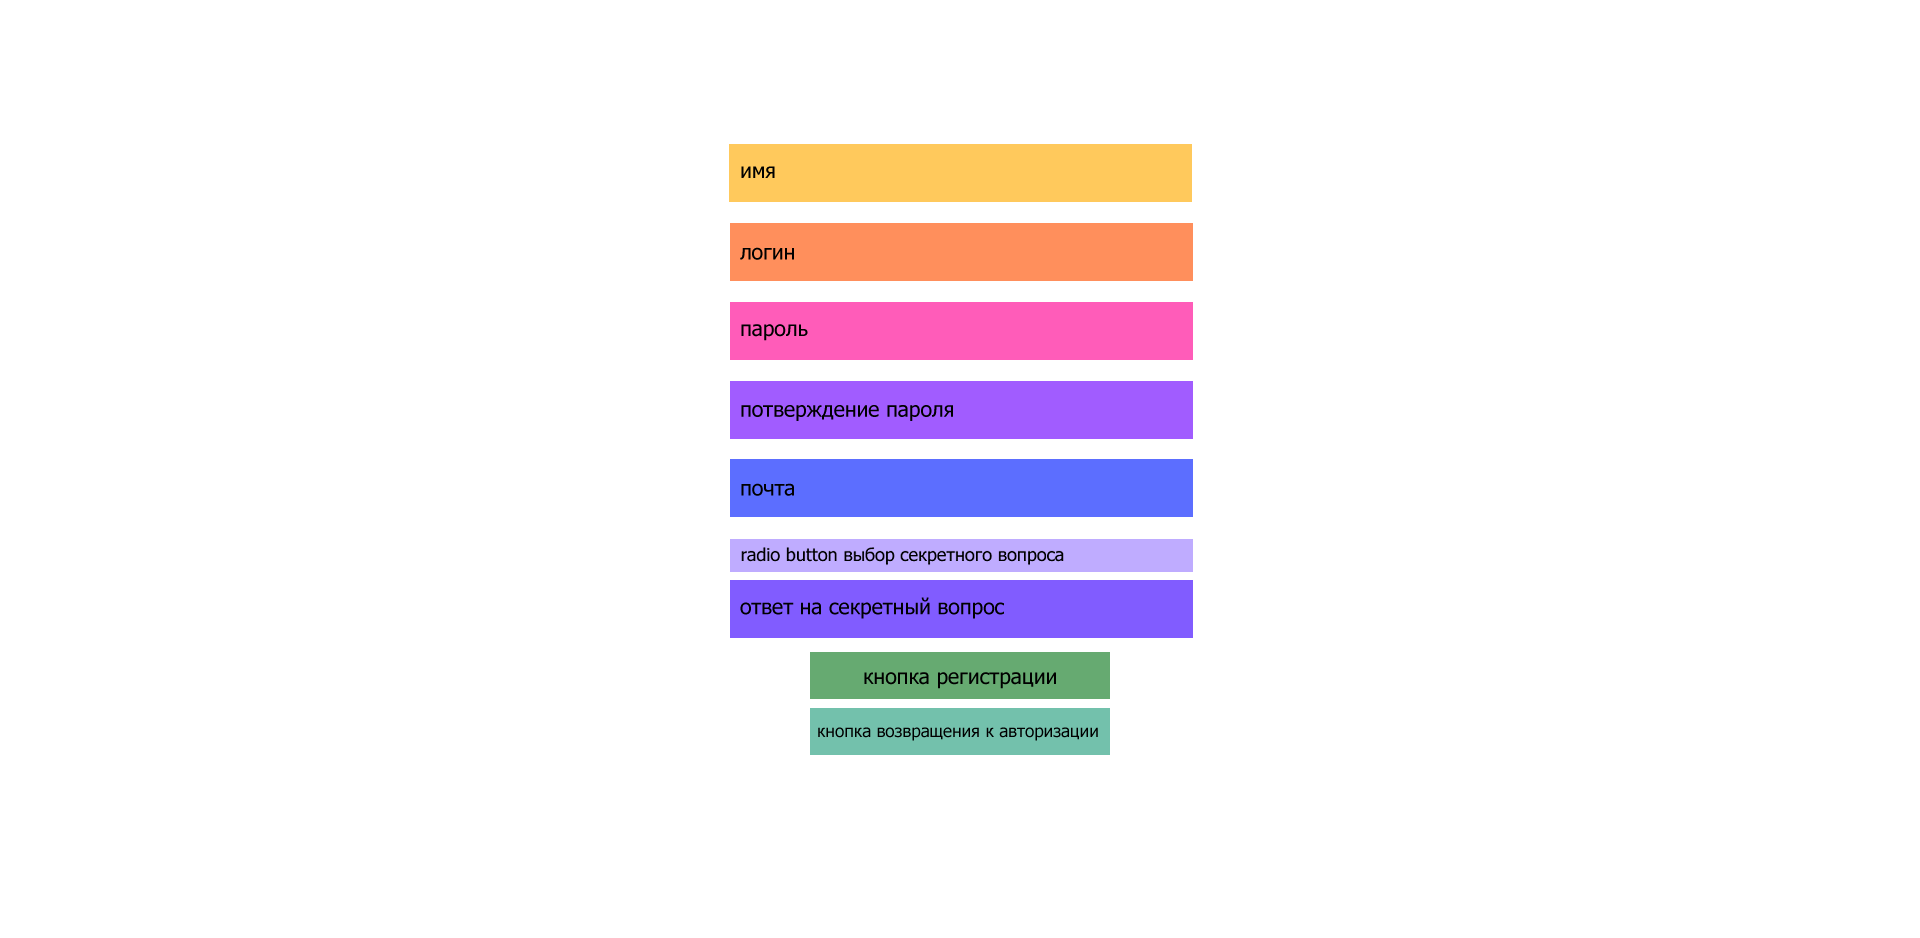 имя
логин
пароль
потверждение пароля
почта
radio button выбор секретного вопроса
ответ на секретный вопрос
кнопка регистрации
кнопка возвращения к авторизации